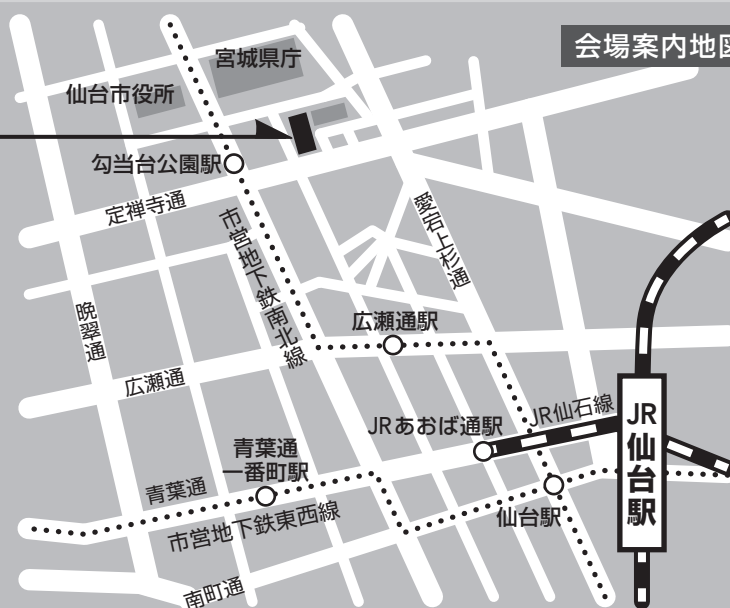 宮城県庁
会場案内地図
仙台市役所
勾当台公園駅
定禅寺通
市営地下鉄南北線
愛宕上杉通
晩翠通
広瀬通駅
広瀬通
JRあおば通駅
JR仙石線
JR仙台駅
青葉通
一番町駅
青葉通
市営地下鉄東西線
仙台駅
南町通